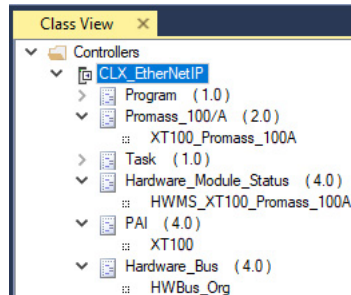 Class View ×
Controllers
CLX_EtherNetIP
Program (1.0)
Promass_100/A (2.0)
XT100_Promass_100A
Task (1.0)
Hardware_Module_Status (4.0)
HWMS_XT100_Promass_100A
PAI (4.0)
XT100
Hardware_Bus (4.0)
HWBus_Org